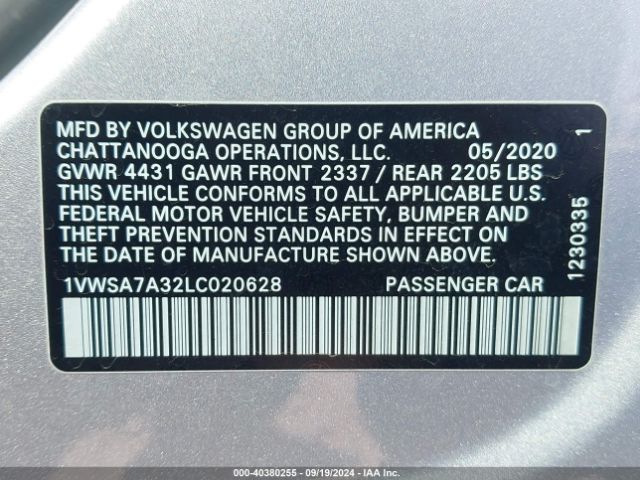 MFD BY VOLKSWAGEN GROUP OF AMERICA
CHATTANOOGA OPERATIONS, LLC. 05/2020
GVWR 4431 GAWR FRONT 2337 / REAR 2205 LBS
THIS VEHICLE CONFORMS TO ALL APPLICABLE U.S.
FEDERAL MOTOR VEHICLE SAFETY, BUMPER AND
THEFT PREVENTION STANDARDS IN EFFECT ON
THE DATE OF MANUFACTURE SHOWN ABOVE.
1VWSA7A32LC020628 PASSENGER CAR
1230335 1
000-40380255 - 09/19/2024 - IAA Inc.